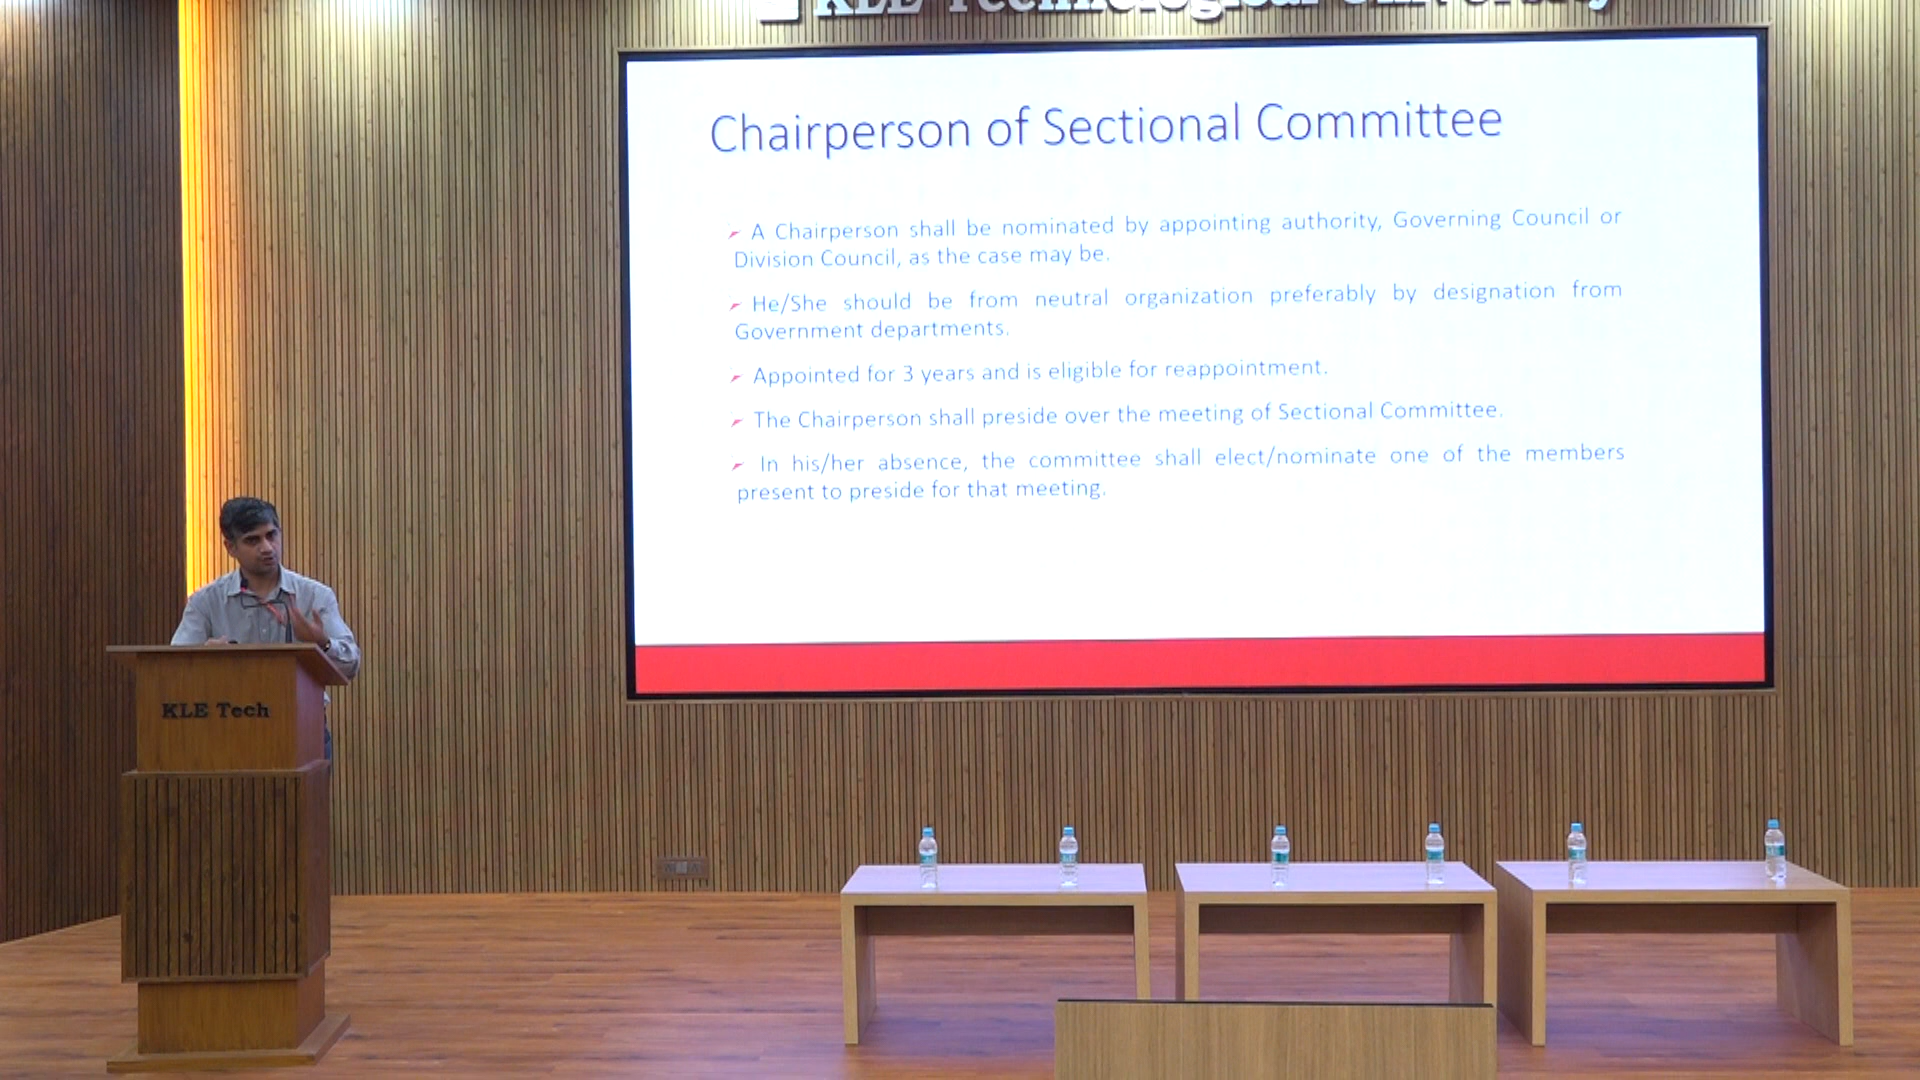 KLE Technological University
Chairperson of Sectional Committee
A Chairperson shall be nominated by appointing authority, Governing Council or
Division Council, as the case may be.
He/She should be from neutral organization preferably by designation from
Government departments.
Appointed for 3 years and is eligible for reappointment.
The Chairperson shall preside over the meeting of Sectional Committee.
In his/her absence, the committee shall elect/nominate one of the members
present to preside for that meeting.
KLE Tech